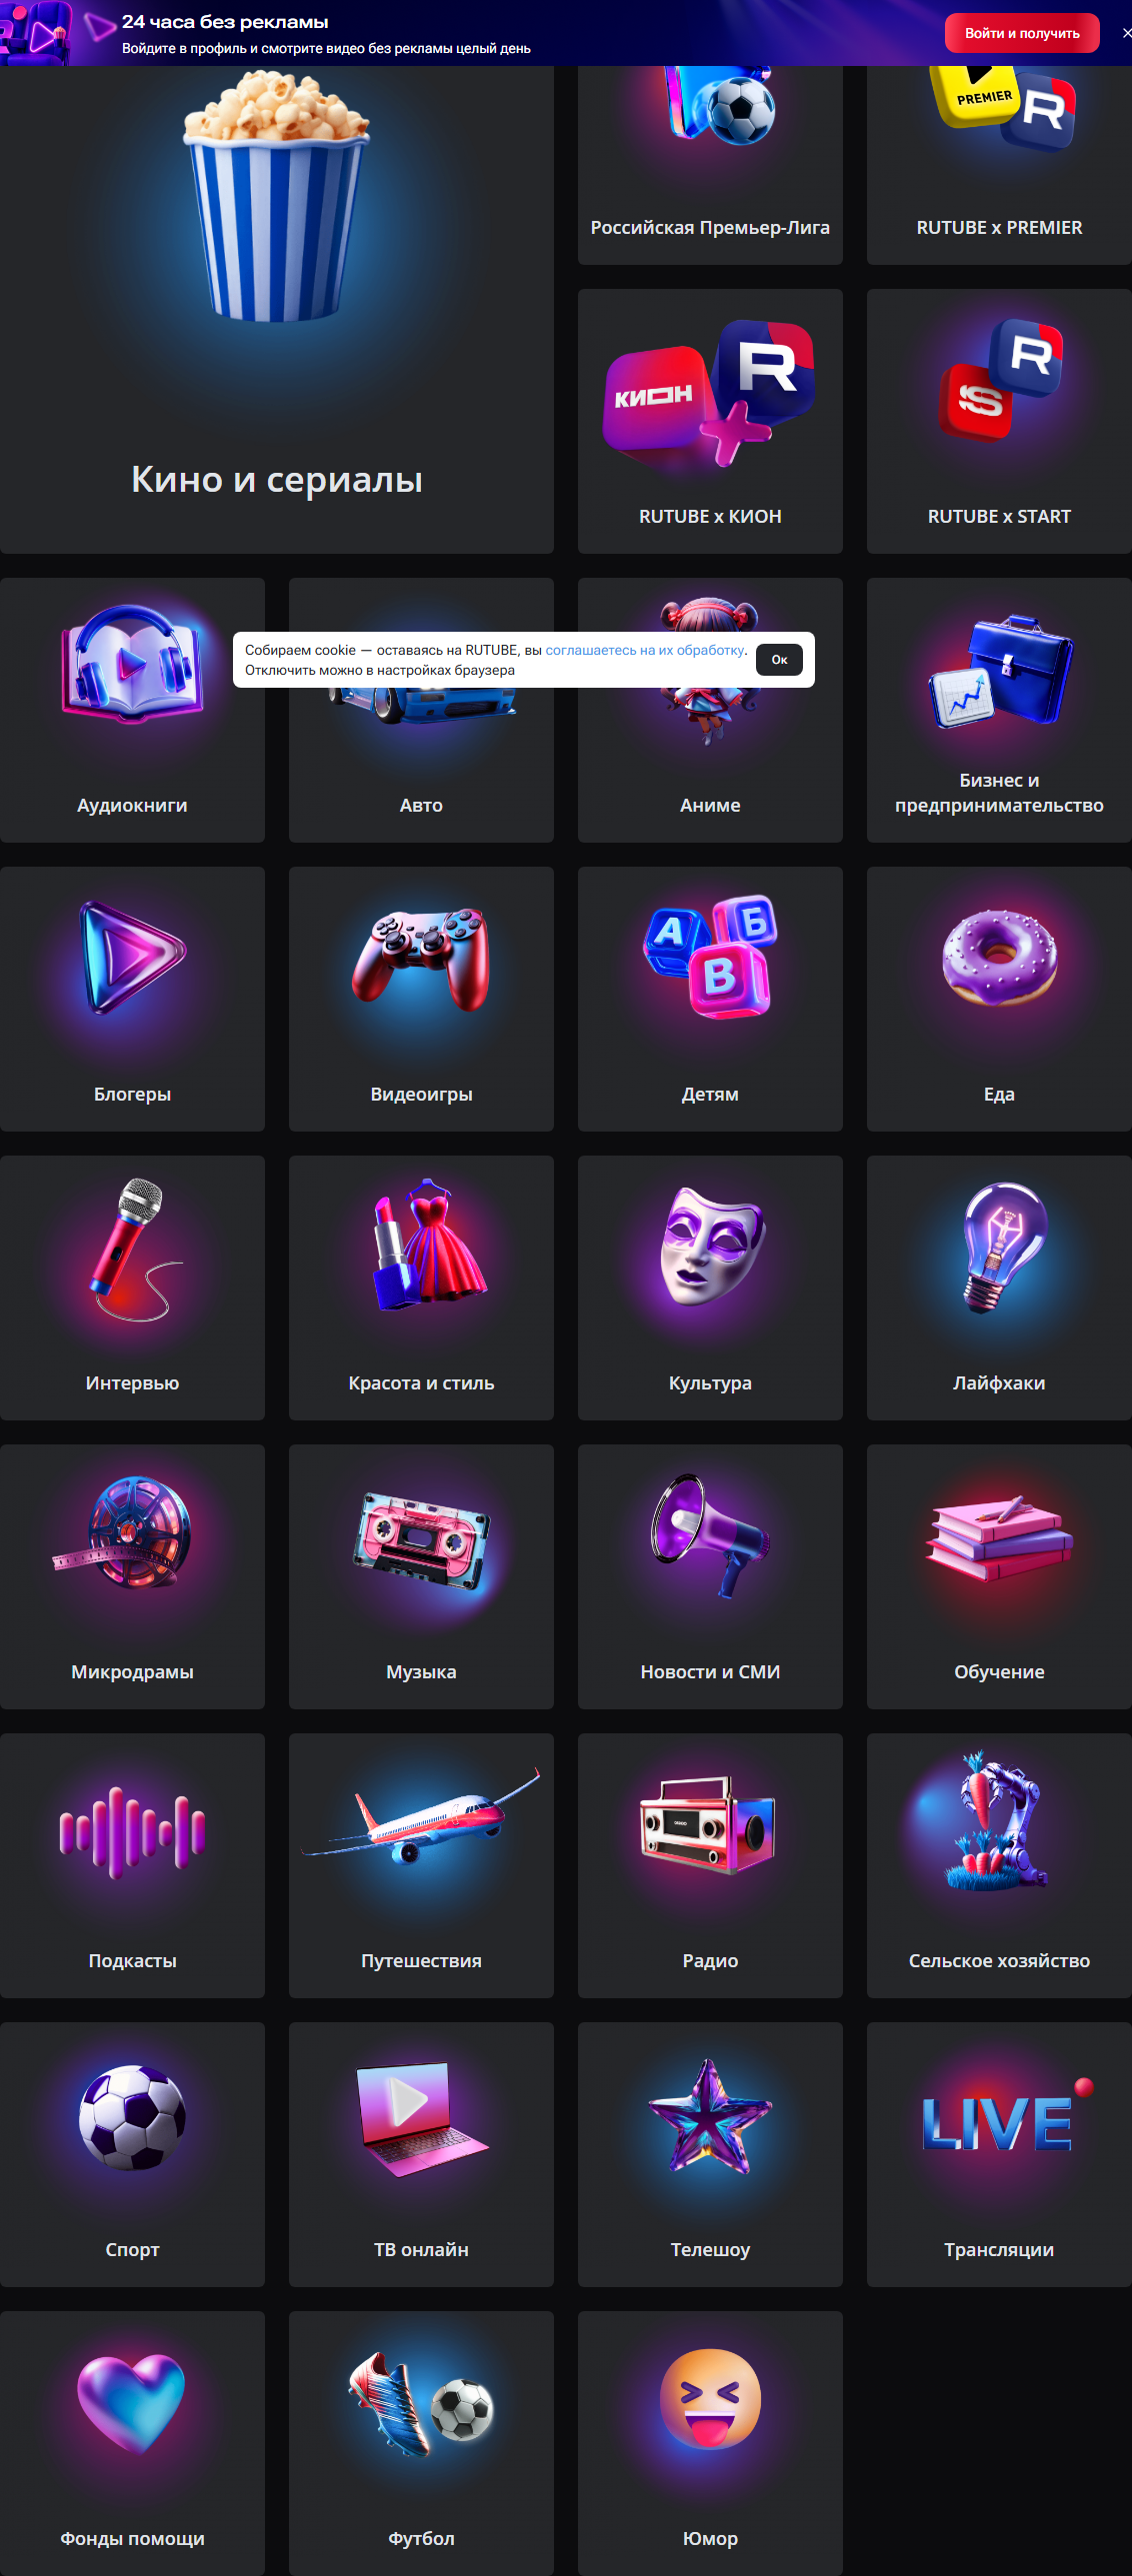 24 часа без рекламы
Войдите в профиль и смотрите видео без рекламы целый день
Войти и получить
PREMIER
R
Российская Премьер-Лига
RUTUBE x PREMIER
КИОН
R
R
S
Кино и сериалы
RUTUBE x КИОН
RUTUBE x START
Собираем cookie — оставаясь на RUTUBE, вы соглашаетесь на их обработку.
Отключить можно в настройках браузера
Ок
Аудиокниги
Авто
Аниме
Бизнес и
предпринимательство
А
Б
В
Блогеры
Видеоигры
Детям
Еда
Интервью
Красота и стиль
Культура
Лайфхаки
Микродрамы
Музыка
Новости и СМИ
Обучение
Подкасты
Путешествия
Радио
Сельское хозяйство
LIVE
Спорт
ТВ онлайн
Телешоу
Трансляции
Фонды помощи
Футбол
Юмор